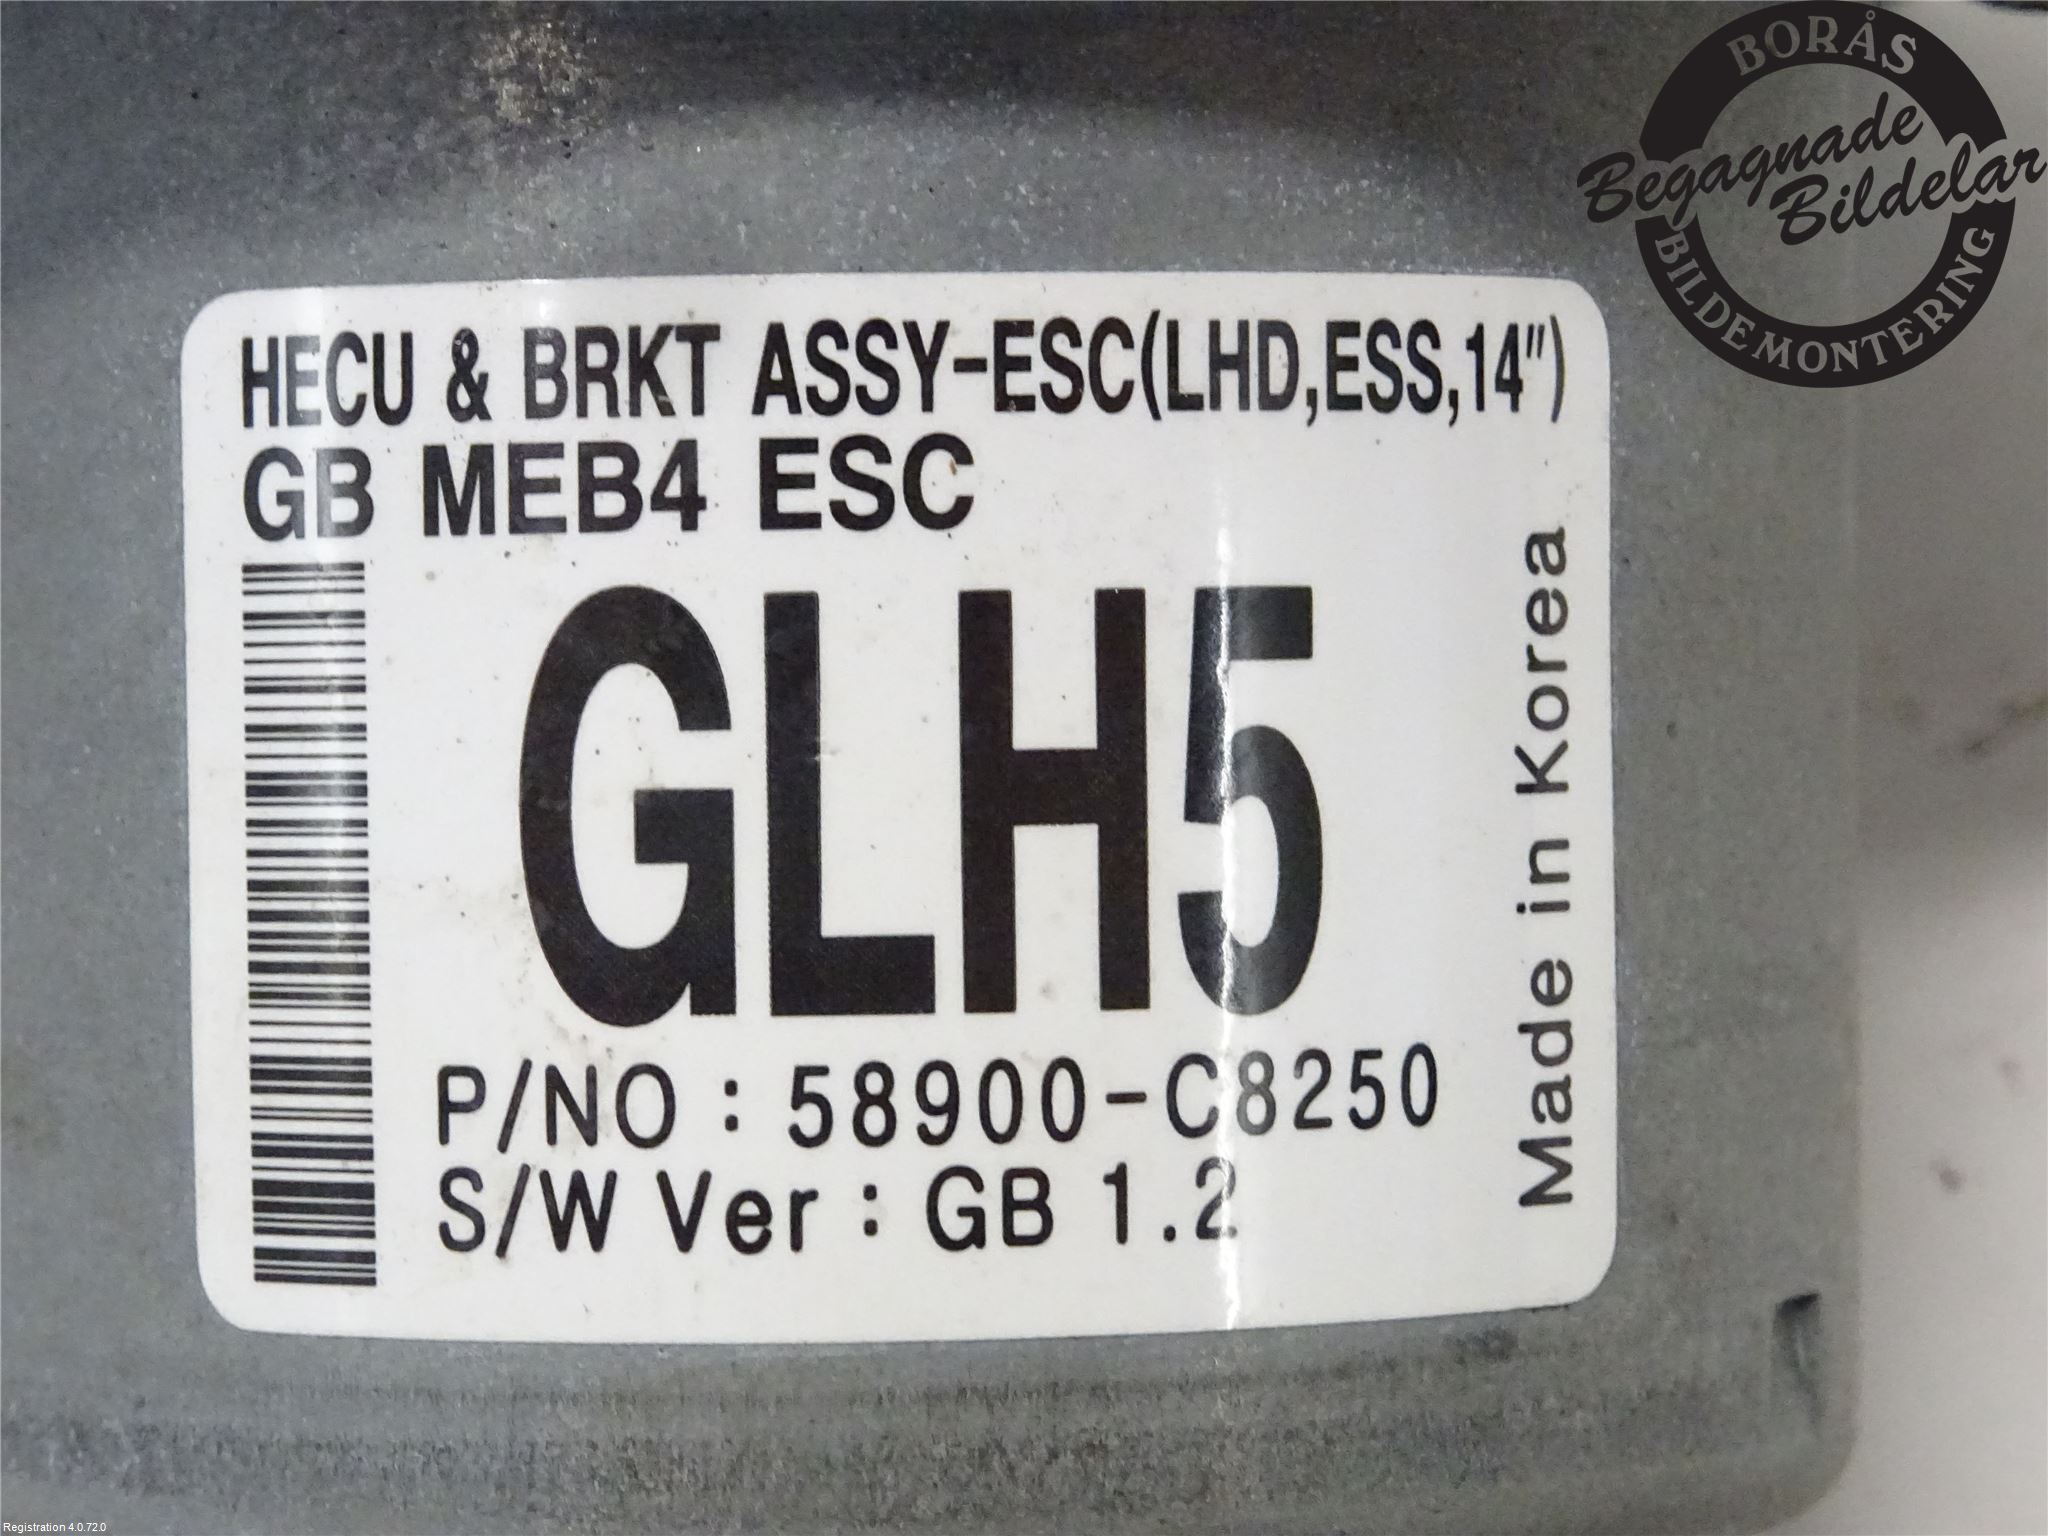 BORÅS
Begagnade
Bildelar
BILDEMONTERING
HECU & BRKT ASSY-ESC(LHD,ESS,14")
GB MEB4 ESC
GLH5
P/NO : 58900-C8250
S/W Ver : GB 1.2
Made in Korea
Registration 4.0.72.0